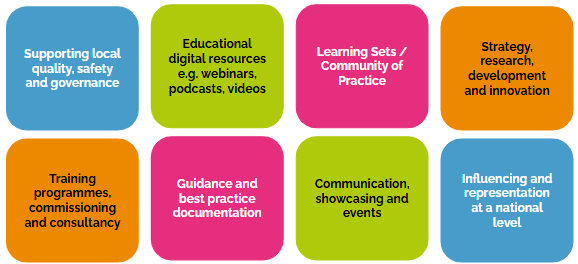 Supporting local
quality, safety
and governance
Educational
digital resources
e.g. webinars,
podcasts, videos
Learning Sets /
Community of
Practice
Strategy,
research,
development
and innovation
Training
programmes,
commissioning
and consultancy
Guidance and
best practice
documentation
Communication,
showcasing and
events
Influencing and
representation
at a national
level